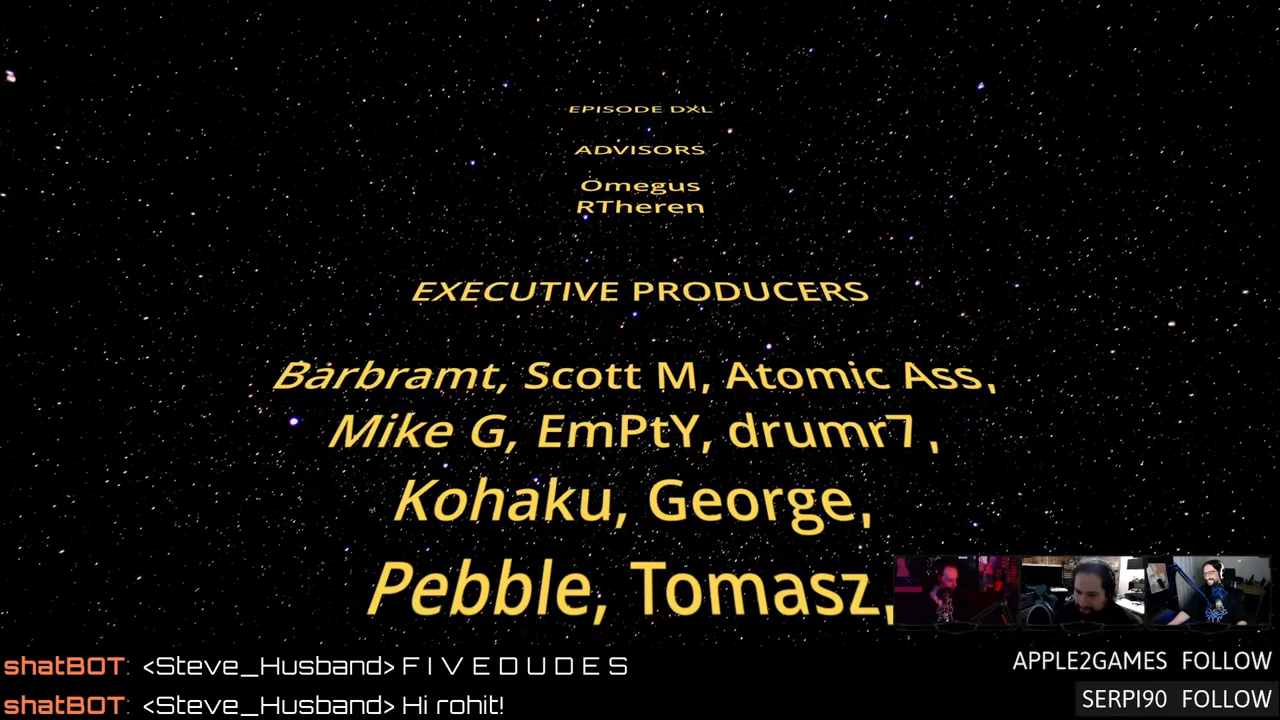 EPISODE DXL
ADVISORS
Omegus
RTheren
EXECUTIVE PRODUCERS
Barbramt, Scott M, Atomic Ass,
Mike G, EmPtY, drumr7 ,
Kohaku, George,
Pebble, Tomasz,
shatBOT: <Steve_Husband> F I V E D U D E S
shatBOT: <Steve_Husband> Hi rohit!
APPLE2GAMES FOLLOW
SERPI90 FOLLOW